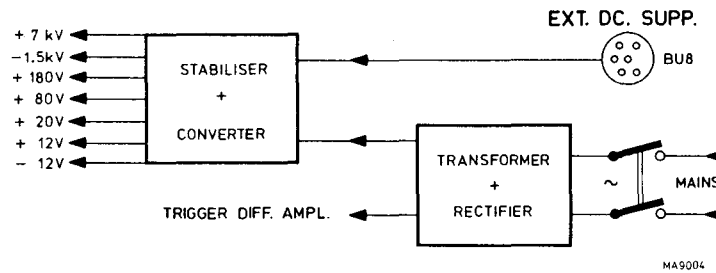 EXT. DC. SUPP.
BU8
+ 7 kV
-1.5kV
+ 180V
+ 80V
+ 20V
+ 12V
- 12V
STABILISER
+
CONVERTER
TRANSFORMER
+
RECTIFIER
~
MAINS
TRIGGER DIFF. AMPL.
MA9004